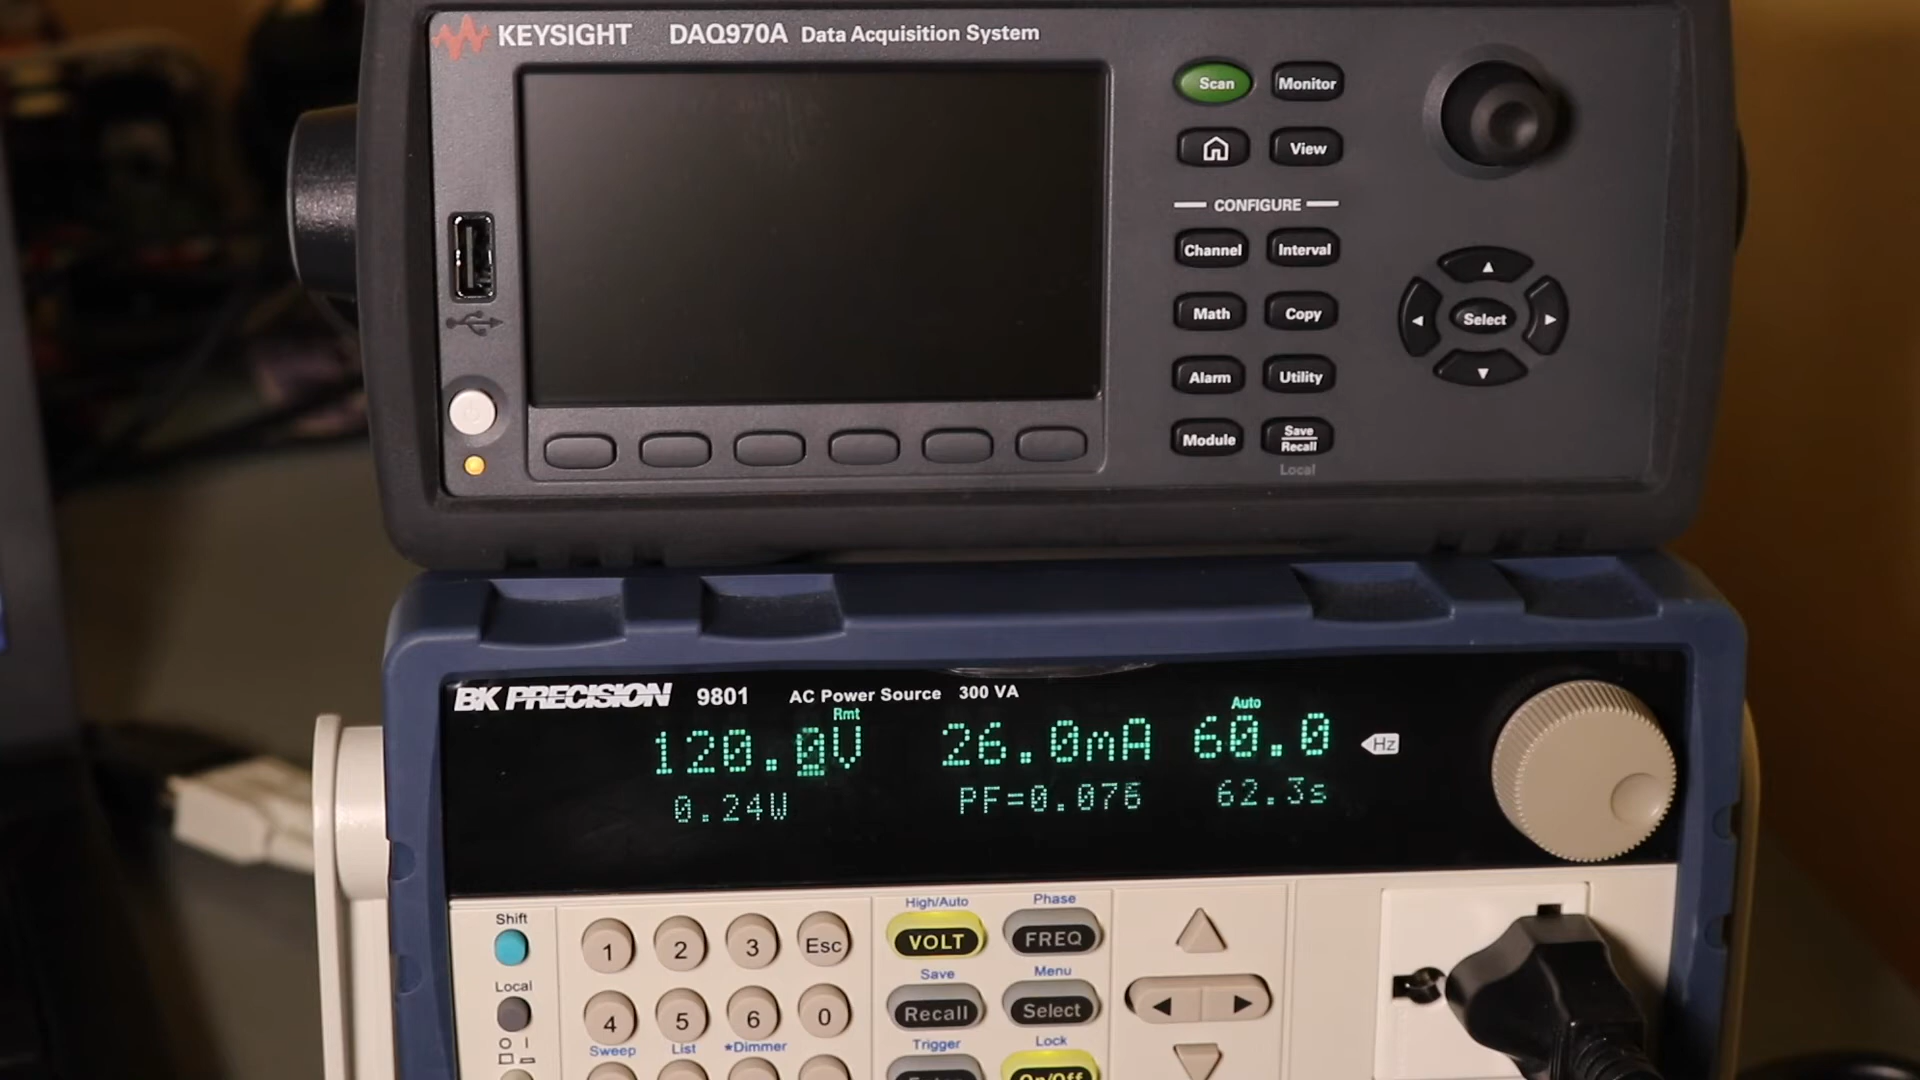 KEYSIGHT DAQ970A Data Acquisition System
Scan Monitor
View
CONFIGURE
Channel Interval
Math Copy
Select
Alarm Utility
Module Save
Recall
Local
BK PRECISION 9801 AC Power Source 300 VA
Rmt Auto
120.0V 26.0mA 60.0 Hz
0.24W PF=0.076 62.3s
Shift
High/Auto Phase
1 2 3 Esc VOLT FREQ
Local
Save Menu
4 5 6 0 Recall Select
Sweep List *Dimmer
Trigger Lock
On/Off